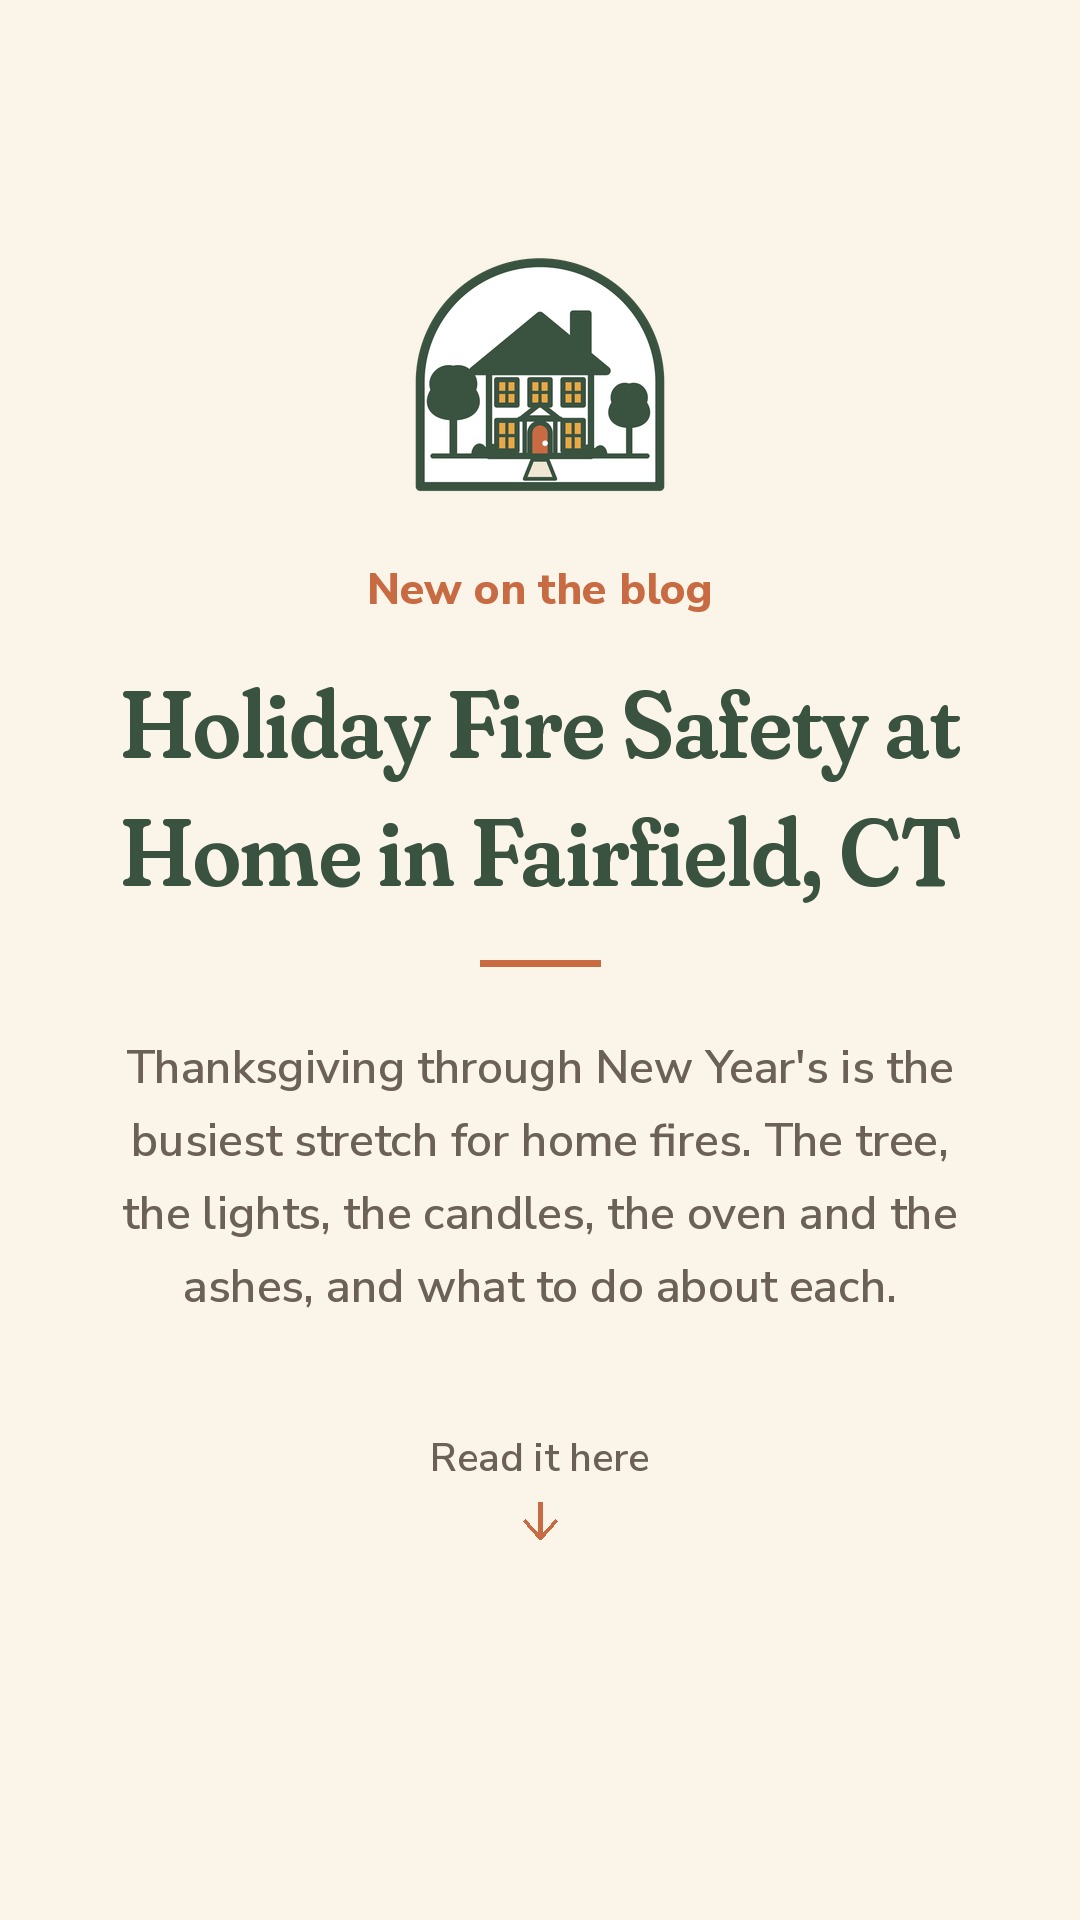 New on the blog
Holiday Fire Safety at
Home in Fairfield, CT
Thanksgiving through New Year's is the
busiest stretch for home fires. The tree,
the lights, the candles, the oven and the
ashes, and what to do about each.
Read it here